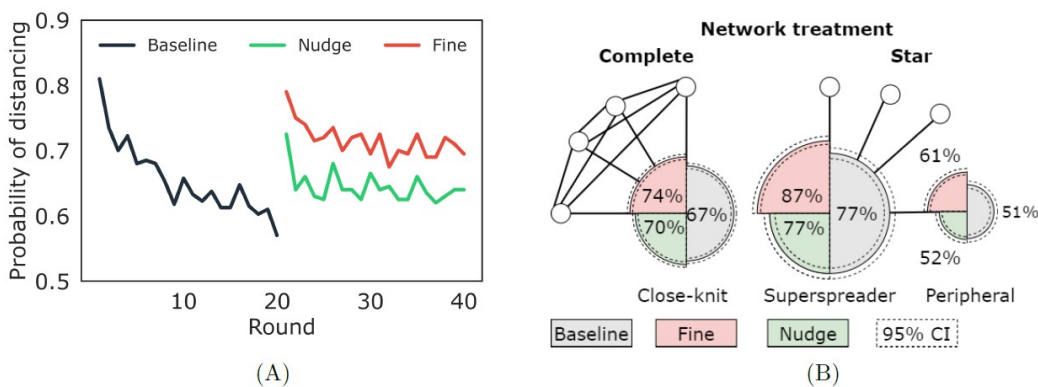 Probability of distancing
0.9
0.8
0.7
0.6
0.5
Baseline Nudge Fine
10 20 30 40
Round
(A)
B.
Network treatment
Complete Star
74%
67%
70%
87%
77%
77%
61%
51%
52%
Close-knit Superspreader Peripheral
Baseline Fine Nudge 95% CI
(B)